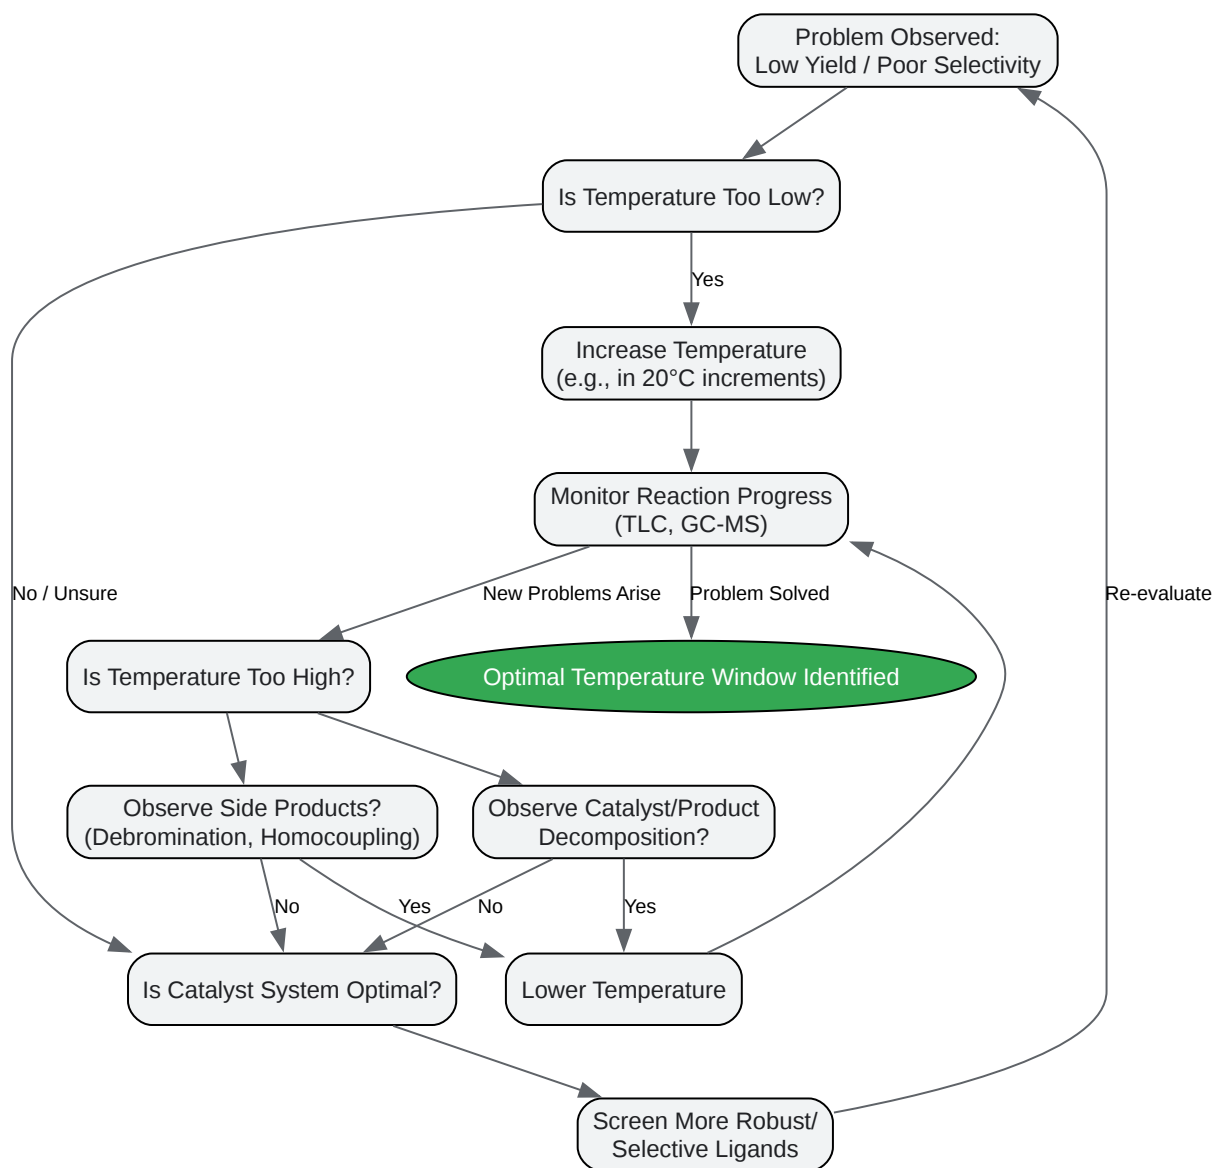 Problem Observed:
Low Yield / Poor Selectivity
Is Temperature Too Low?
Yes
Increase Temperature
(e.g., in 20°C increments)
Monitor Reaction Progress
(TLC, GC-MS)
No / Unsure
New Problems Arise
Problem Solved
Re-evaluate
Is Temperature Too High?
Optimal Temperature Window Identified
Observe Side Products?
(Debromination, Homocoupling)
Observe Catalyst/Product
Decomposition?
No
Yes
No
Yes
Is Catalyst System Optimal?
Lower Temperature
Screen More Robust/
Selective Ligands